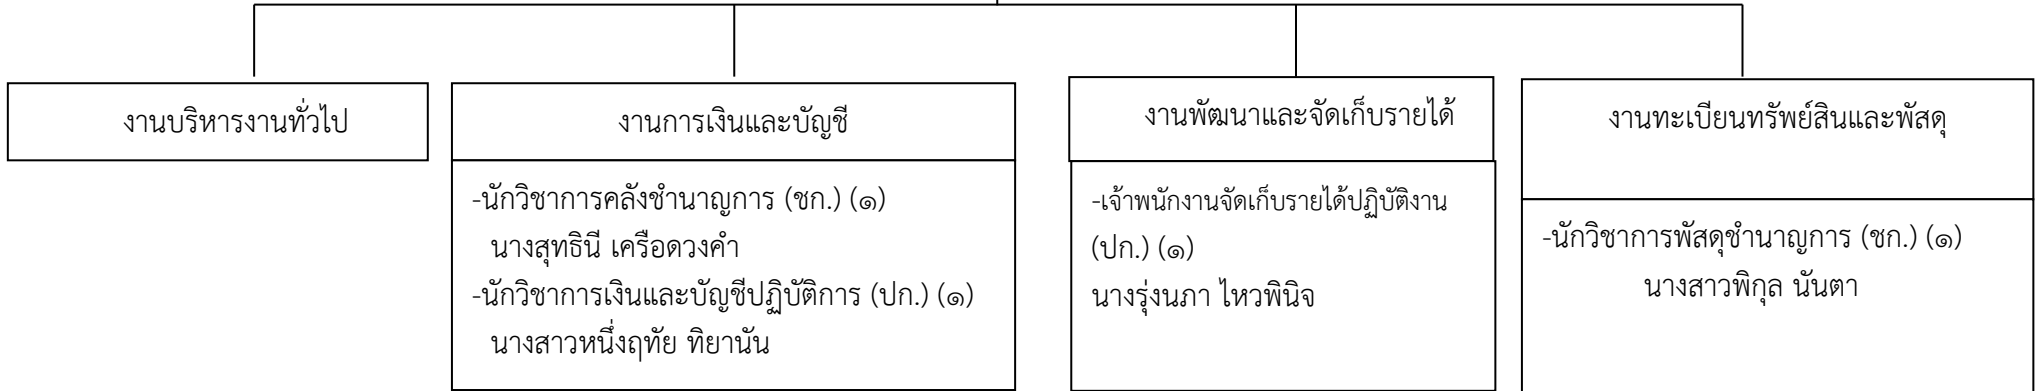 งานบริหารงานทั่วไป
งานการเงินและบัญชี
-นักวิชาการคลังชำนาญการ (ชก.) (๑)
นางสุทธินี เครือดวงคำ
-นักวิชาการเงินและบัญชีปฏิบัติการ (ปก.) (๑)
นางสาวหนึ่งฤทัย ทิยานัน
งานพัฒนาและจัดเก็บรายได้
-เจ้าพนักงานจัดเก็บรายได้ปฏิบัติงาน
(ปก.) (๑)
นางรุ่งนภา ไหวพินิจ
งานทะเบียนทรัพย์สินและพัสดุ
-นักวิชาการพัสดุชำนาญการ (ชก.) (๑)
นางสาวพิกุล นันตา